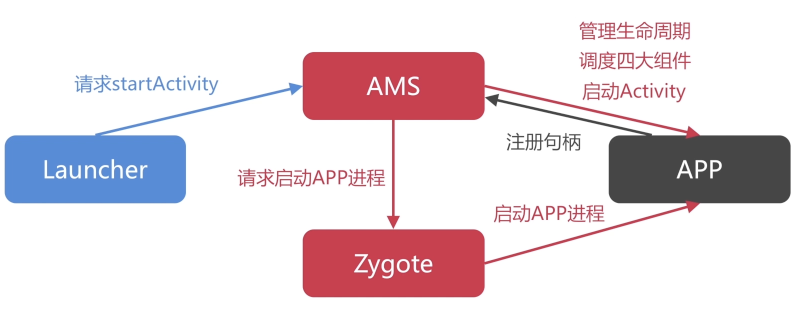 管理生命周期
调度四大组件
启动Activity
请求startActivity
AMS
注册句柄
Launcher
APP
请求启动APP进程
启动APP进程
Zygote